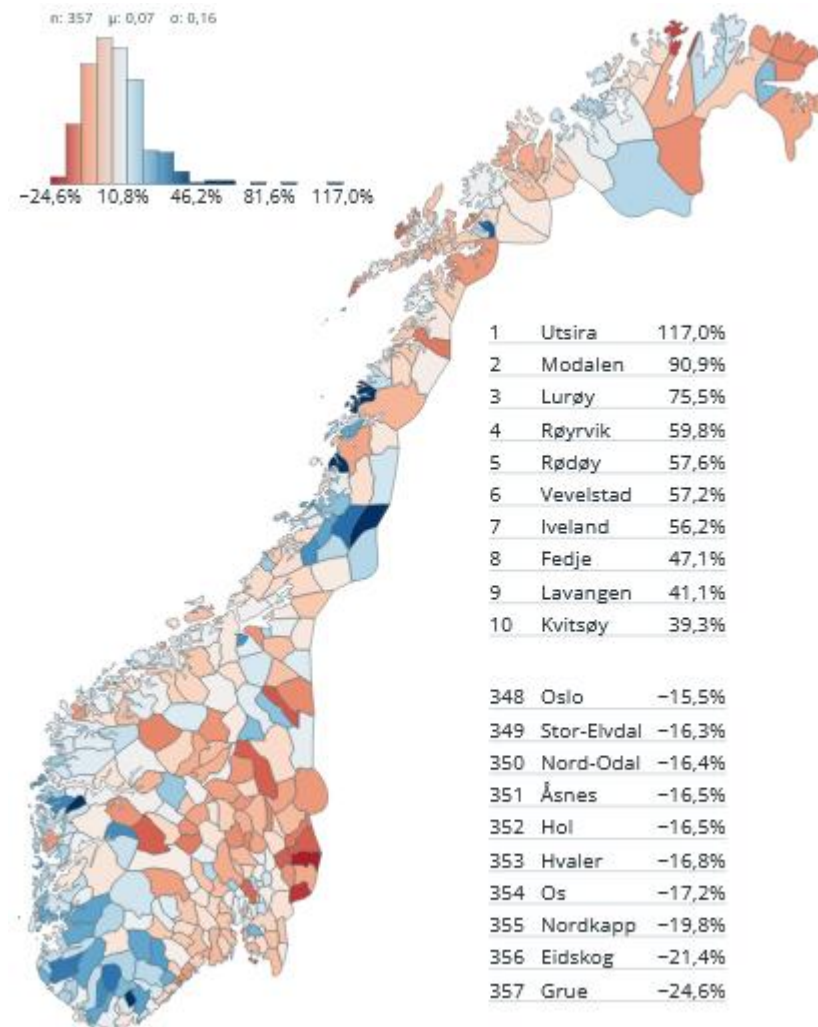 n: 357 μ: 0,07 σ: 0,16
−24,6% 10,8% 46,2% 81,6% 117,0%
1 Utsira 117,0%
2 Modalen 90,9%
3 Lurøy 75,5%
4 Røyrvik 59,8%
5 Rødøy 57,6%
6 Vevelstad 57,2%
7 Iveland 56,2%
8 Fedje 47,1%
9 Lavangen 41,1%
10 Kvitsøy 39,3%
348 Oslo −15,5%
349 Stor-Elvdal −16,3%
350 Nord-Odal −16,4%
351 Åsnes −16,5%
352 Hol −16,5%
353 Hvaler −16,8%
354 Os −17,2%
355 Nordkapp −19,8%
356 Eidskog −21,4%
357 Grue −24,6%